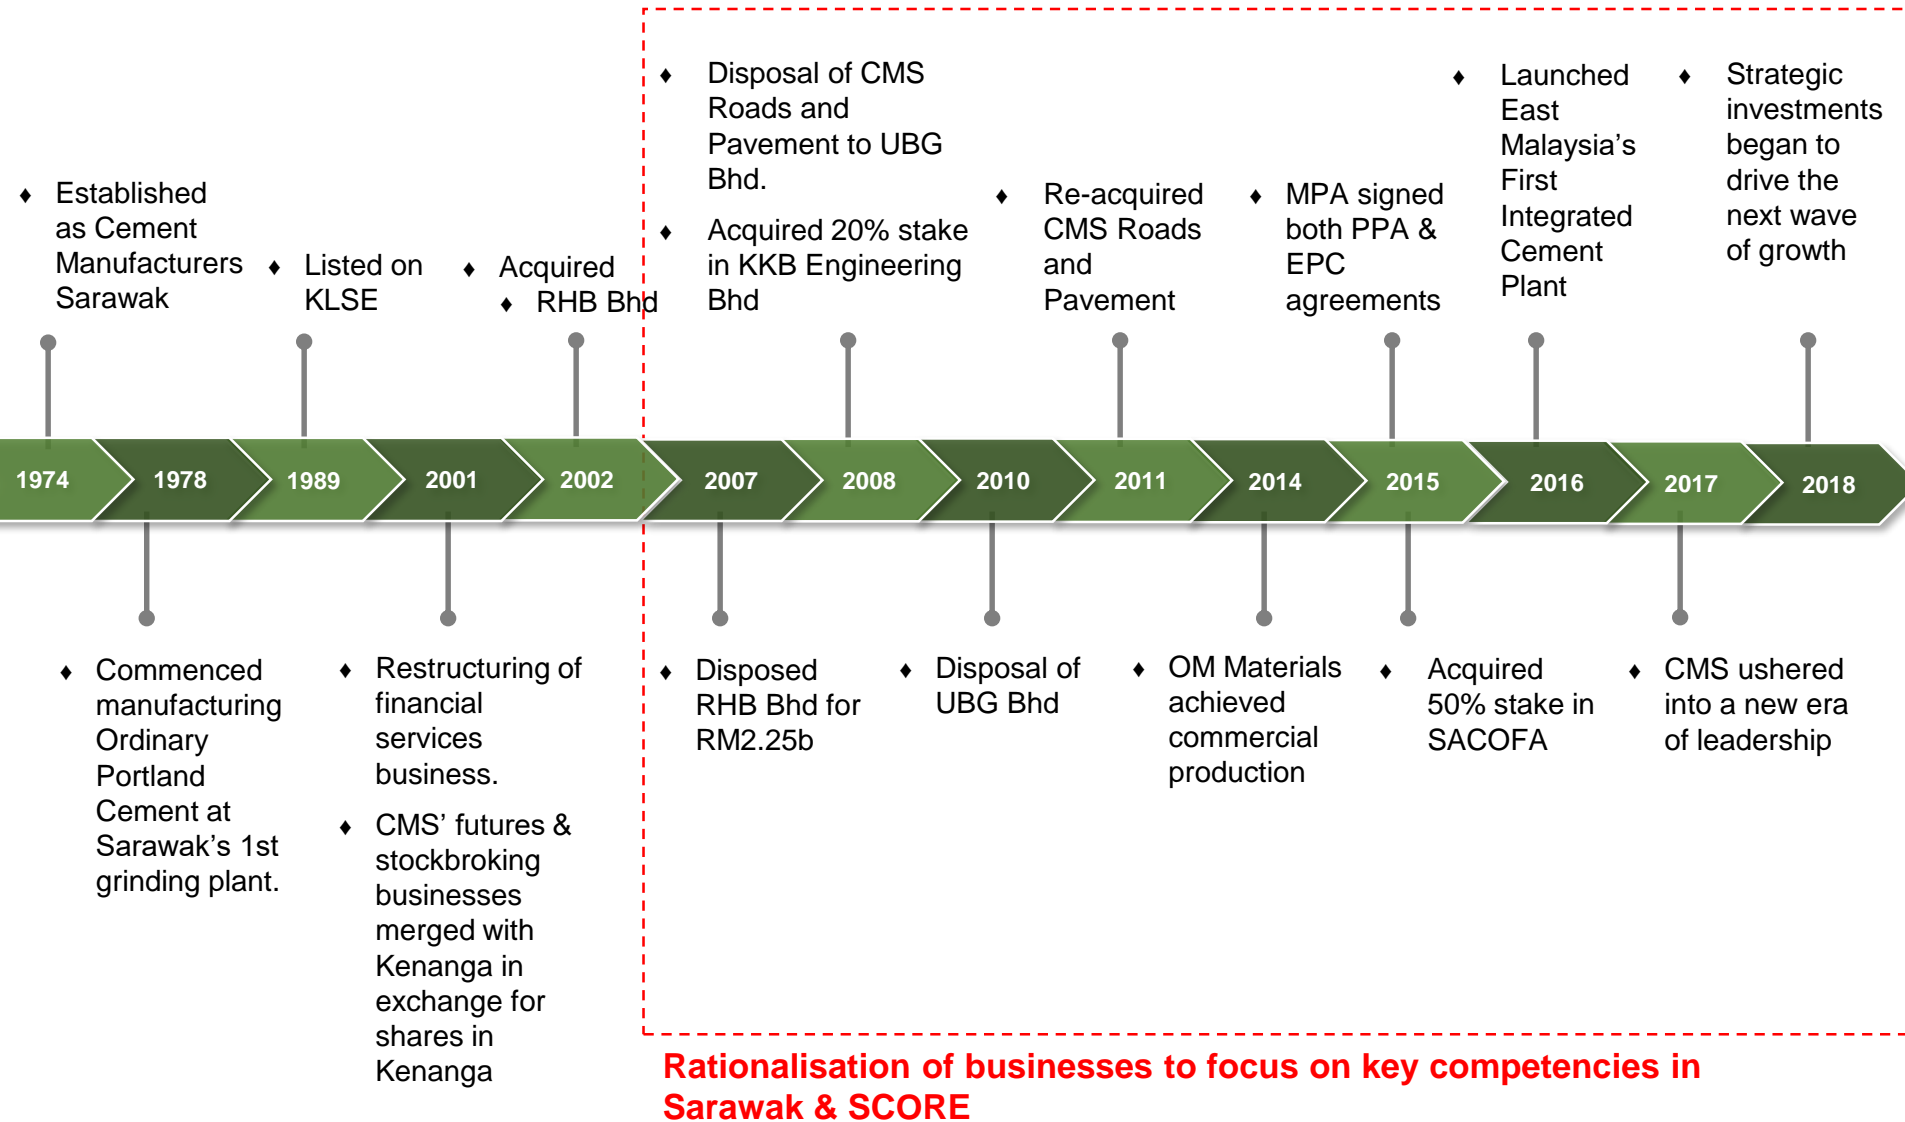 ♦ Established
as Cement
Manufacturers
Sarawak
♦ Listed on
KLSE
♦ Acquired
♦ RHB Bhd
♦ Disposal of CMS
Roads and
Pavement to UBG
Bhd.
♦ Acquired 20% stake
in KKB Engineering
Bhd
♦ Re-acquired
CMS Roads
and
Pavement
♦ MPA signed
both PPA &
EPC
agreements
♦ Launched
East
Malaysia’s
First
Integrated
Cement
Plant
♦ Strategic
investments
began to
drive the
next wave
of growth
1974
1978
1989
2001
2002
2007
2008
2010
2011
2014
2015
2016
2017
2018
♦ Commenced
manufacturing
Ordinary
Portland
Cement at
Sarawak’s 1st
grinding plant.
♦ Restructuring of
financial
services
business.
♦ CMS’ futures &
stockbroking
businesses
merged with
Kenanga in
exchange for
shares in
Kenanga
♦ Disposed
RHB Bhd for
RM2.25b
♦ Disposal of
UBG Bhd
♦ OM Materials
achieved
commercial
production
♦ Acquired
50% stake in
SACOFA
♦ CMS ushered
into a new era
of leadership
Rationalisation of businesses to focus on key competencies in
Sarawak & SCORE